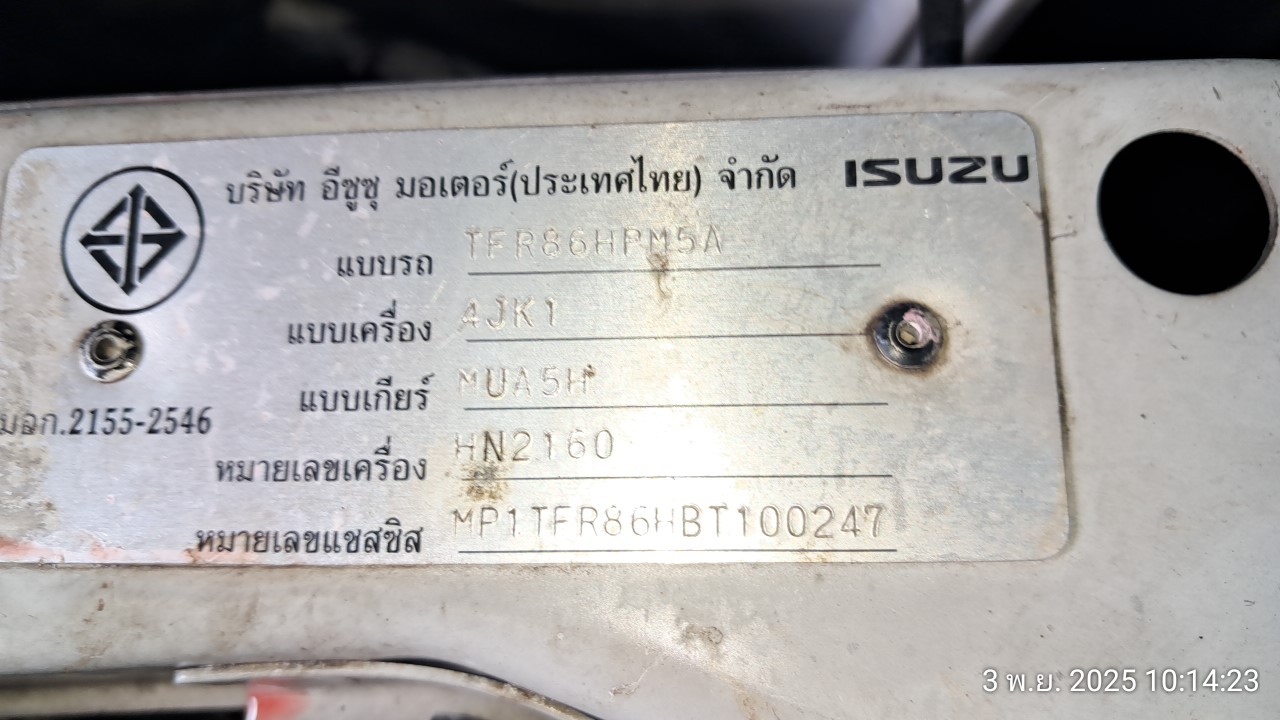 บริษัท อีซูซุ มอเตอร์(ประเทศไทย) จำกัด ISUZU
แบบรถ TFR86HPM5A
แบบเครื่อง 4JK1
แบบเกียร์ MUA5H
มอก.2155-2546
หมายเลขเครื่อง HN2160
หมายเลขแชสซิส MP1TFR86HBT100247
3 พ.ย. 2025 10:14:23